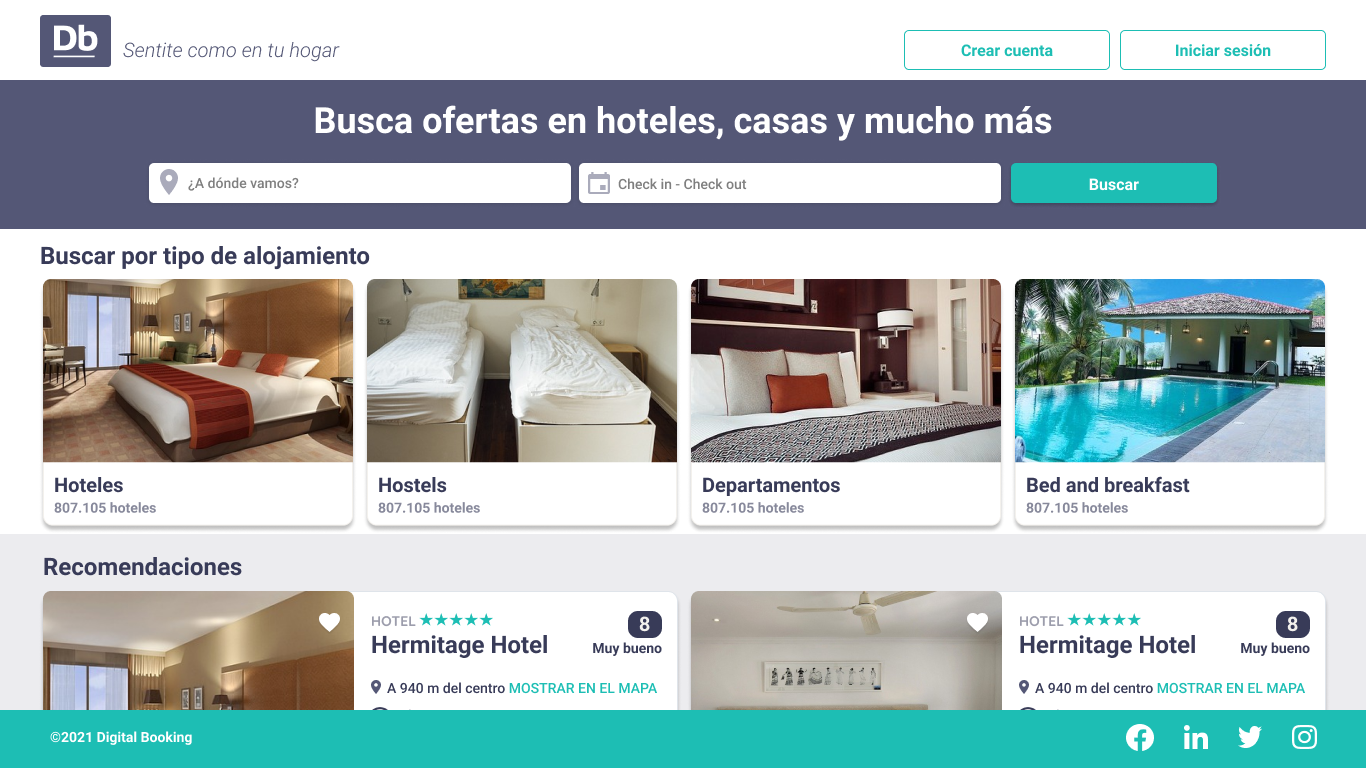 Db
Sentite como en tu hogar
Crear cuenta
Iniciar sesión
Busca ofertas en hoteles, casas y mucho más
¿A dónde vamos?
Check in - Check out
Buscar
Buscar por tipo de alojamiento
Hoteles
807.105 hoteles
Hostels
807.105 hoteles
Departamentos
807.105 hoteles
Bed and breakfast
807.105 hoteles
Recomendaciones
HOTEL
8
Hermitage Hotel
Muy bueno
A 940 m del centro MOSTRAR EN EL MAPA
HOTEL
8
Hermitage Hotel
Muy bueno
A 940 m del centro MOSTRAR EN EL MAPA
©2021 Digital Booking